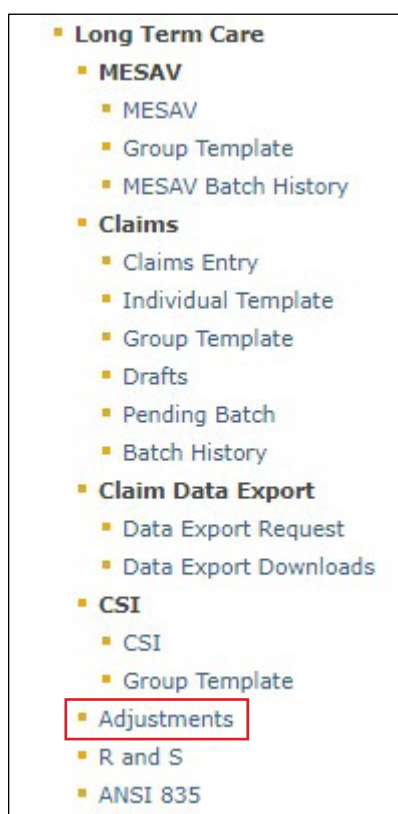 Long Term Care
MESAV
MESAV
Group Template
MESAV Batch History
Claims
Claims Entry
Individual Template
Group Template
Drafts
Pending Batch
Batch History
Claim Data Export
Data Export Request
Data Export Downloads
CSI
CSI
Group Template
Adjustments
R and S
ANSI 835